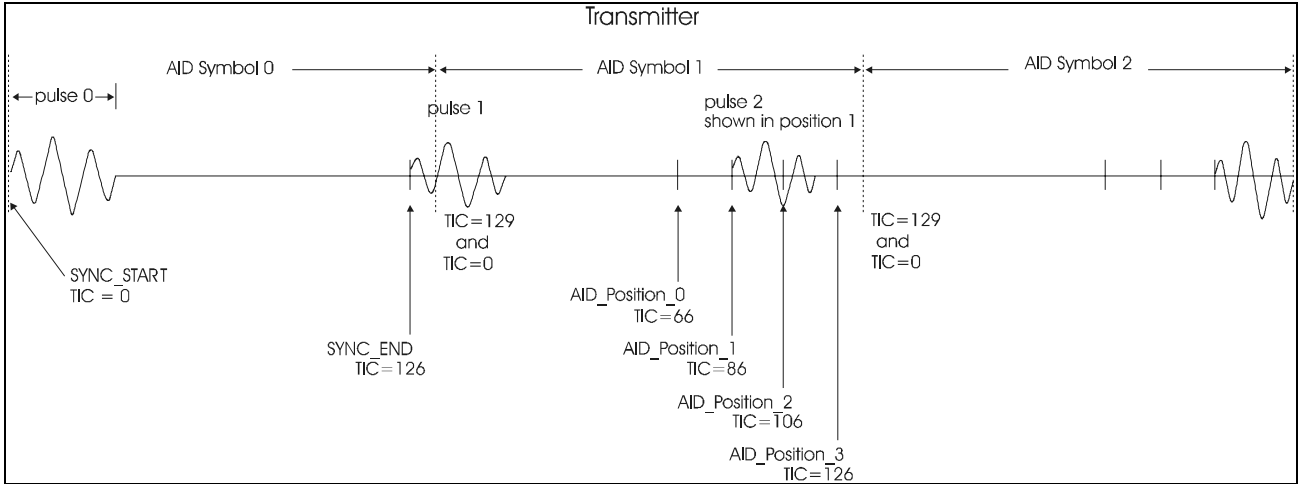 Transmitter
AID Symbol 0
AID Symbol 1
AID Symbol 2
pulse 0
pulse 1
pulse 2
shown in position 1
TIC=129
and
TIC=0
TIC=129
and
TIC=0
SYNC_START
TIC = 0
AID_Position_0
TIC=66
SYNC_END
TIC=126
AID_Position_1
TIC=86
AID_Position_2
TIC=106
AID_Position_3
TIC=126